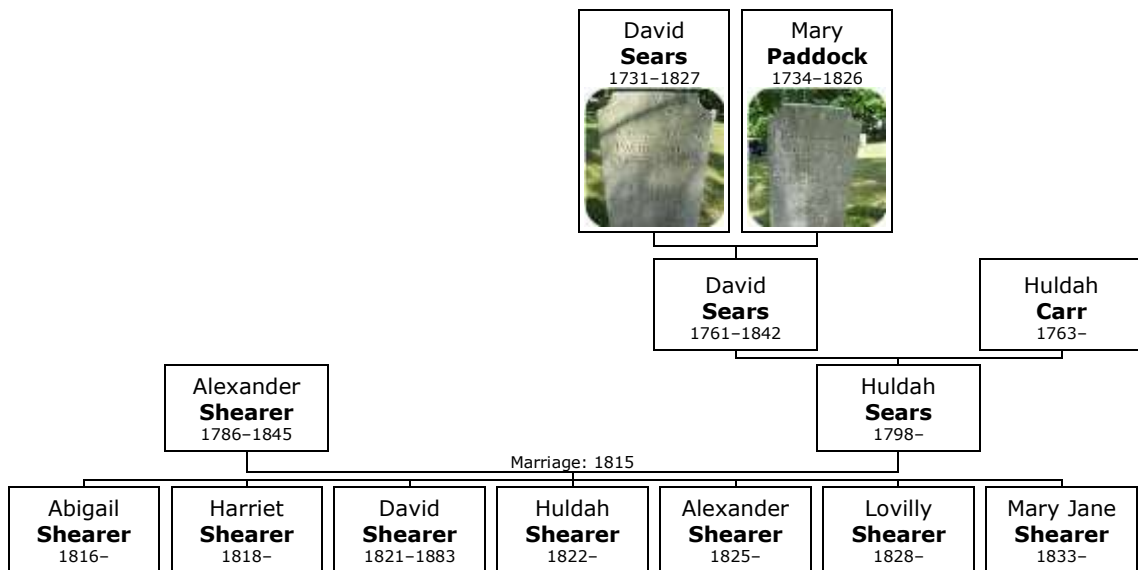 David
Sears
1731–1827
Mary
Paddock
1734–1826
David
Sears
1761–1842
Huldah
Carr
1763–
Alexander
Shearer
1786–1845
Huldah
Sears
1798–
Marriage: 1815
Abigail
Shearer
1816–
Harriet
Shearer
1818–
David
Shearer
1821–1883
Huldah
Shearer
1822–
Alexander
Shearer
1825–
Lovilly
Shearer
1828–
Mary Jane
Shearer
1833–